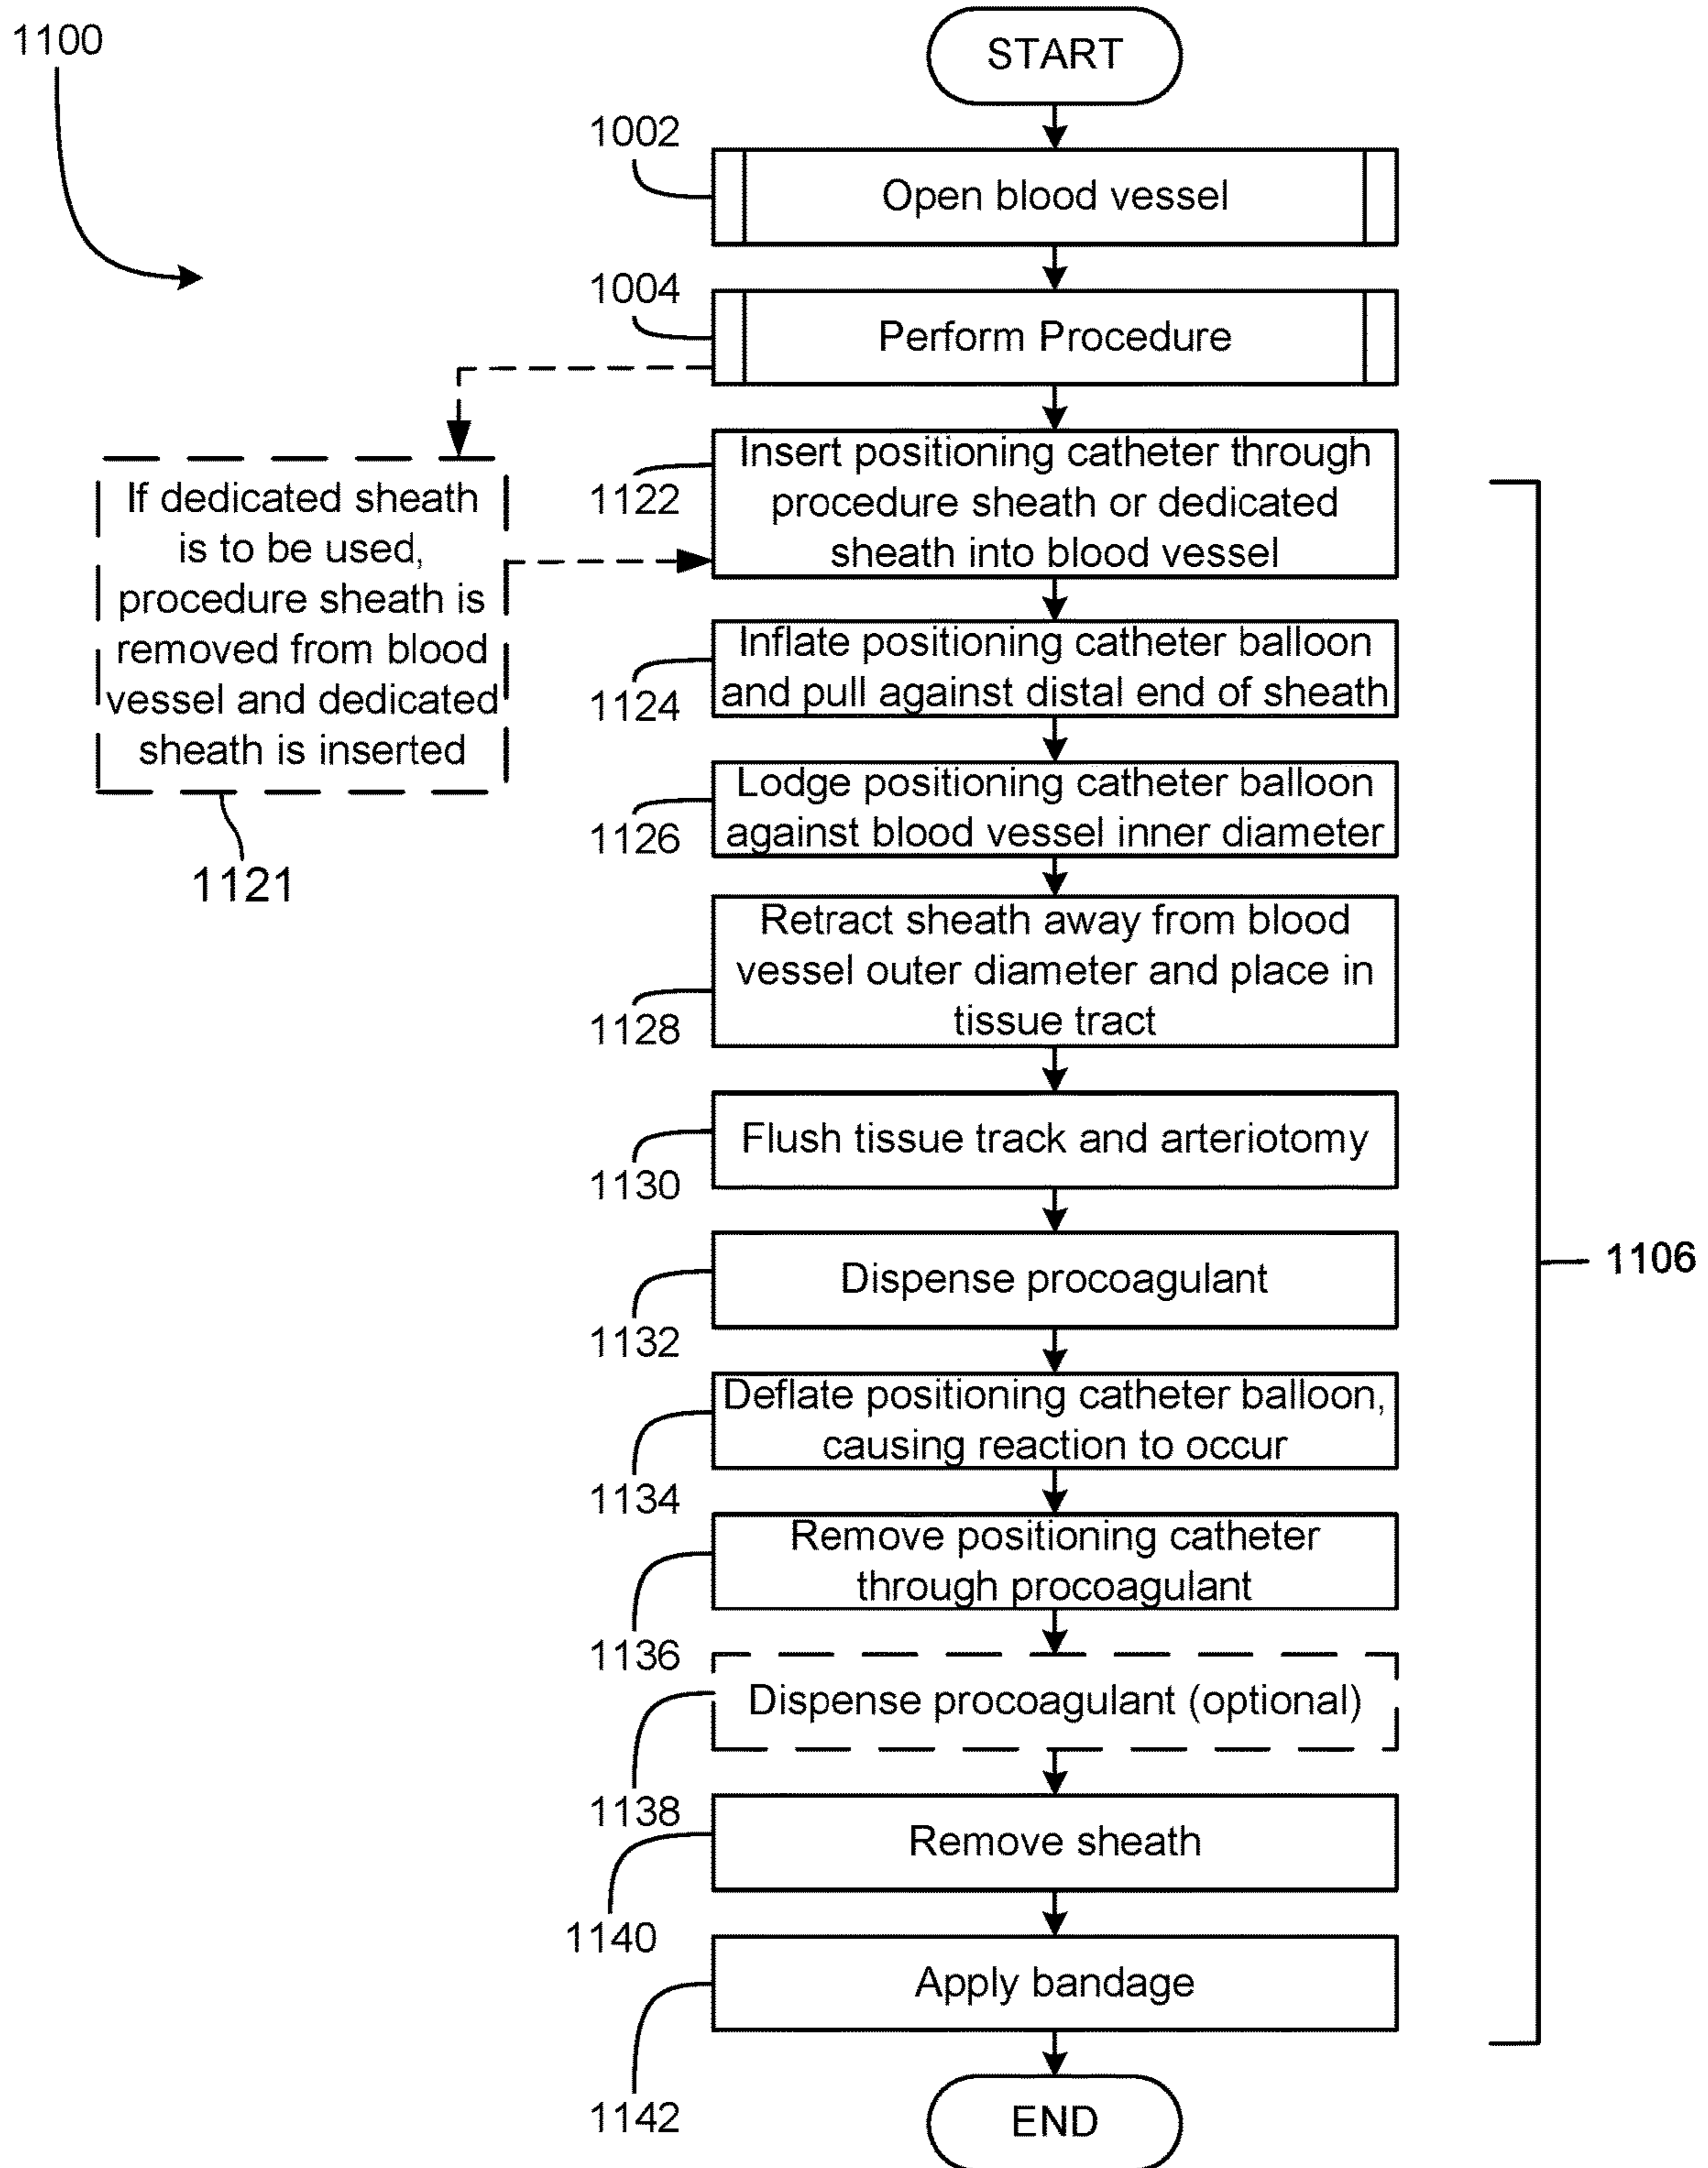 1100
START
1002
Open blood vessel
1004
Perform Procedure
If dedicated sheath
is to be used,
procedure sheath is
removed from blood
vessel and dedicated
sheath is inserted
1121
Insert positioning catheter through
procedure sheath or dedicated
sheath into blood vessel
1122
Inflate positioning catheter balloon
and pull against distal end of sheath
1124
Lodge positioning catheter balloon
against blood vessel inner diameter
1126
Retract sheath away from blood
vessel outer diameter and place in
tissue tract
1128
Flush tissue track and arteriotomy
1130
Dispense procoagulant
1132
1106
Deflate positioning catheter balloon,
causing reaction to occur
1134
Remove positioning catheter
through procoagulant
1136
Dispense procoagulant (optional)
1138
Remove sheath
1140
Apply bandage
1142
END